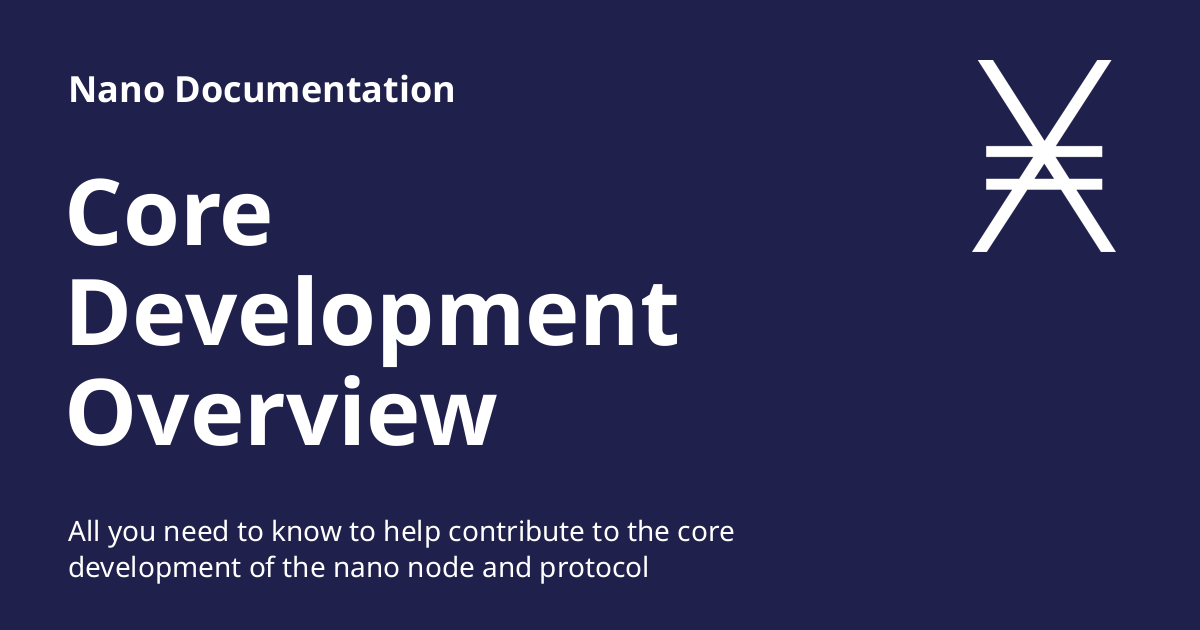 Nano Documentation
Core
Development
Overview
All you need to know to help contribute to the core
development of the nano node and protocol